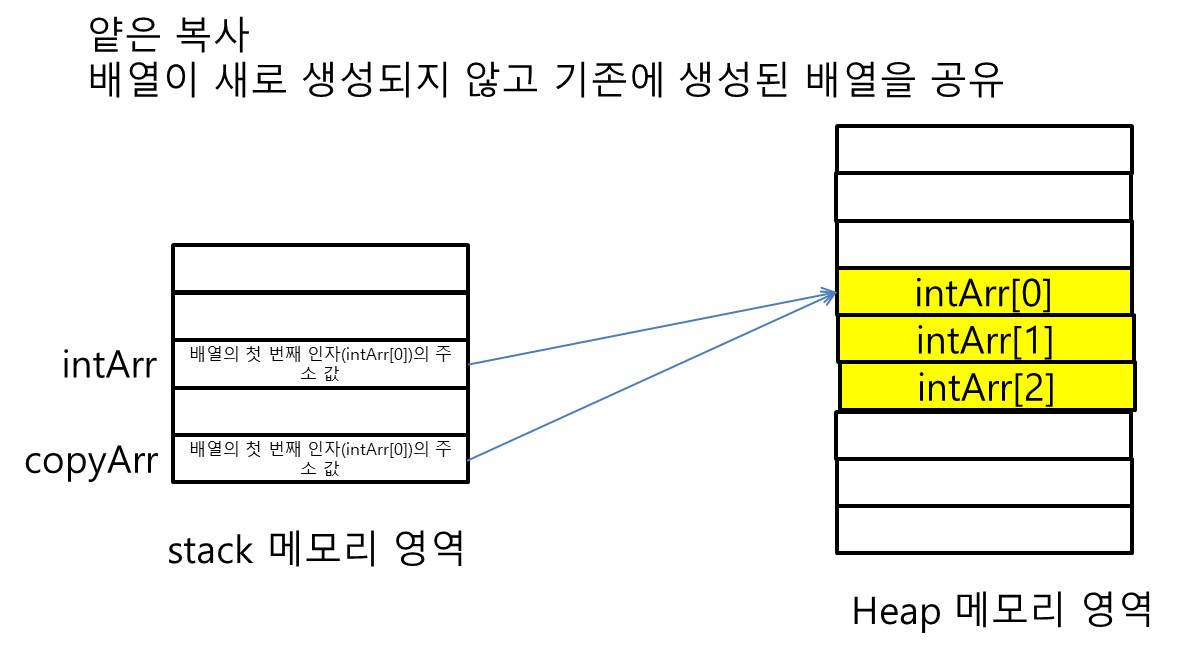 얕은 복사
배열이 새로 생성되지 않고 기존에 생성된 배열을 공유
intArr[0]
intArr[1]
intArr[2]
intArr
배열의 첫 번째 인자(intArr[0])의 주
소 값
copyArr
배열의 첫 번째 인자(intArr[0])의 주
소 값
stack 메모리 영역
Heap 메모리 영역